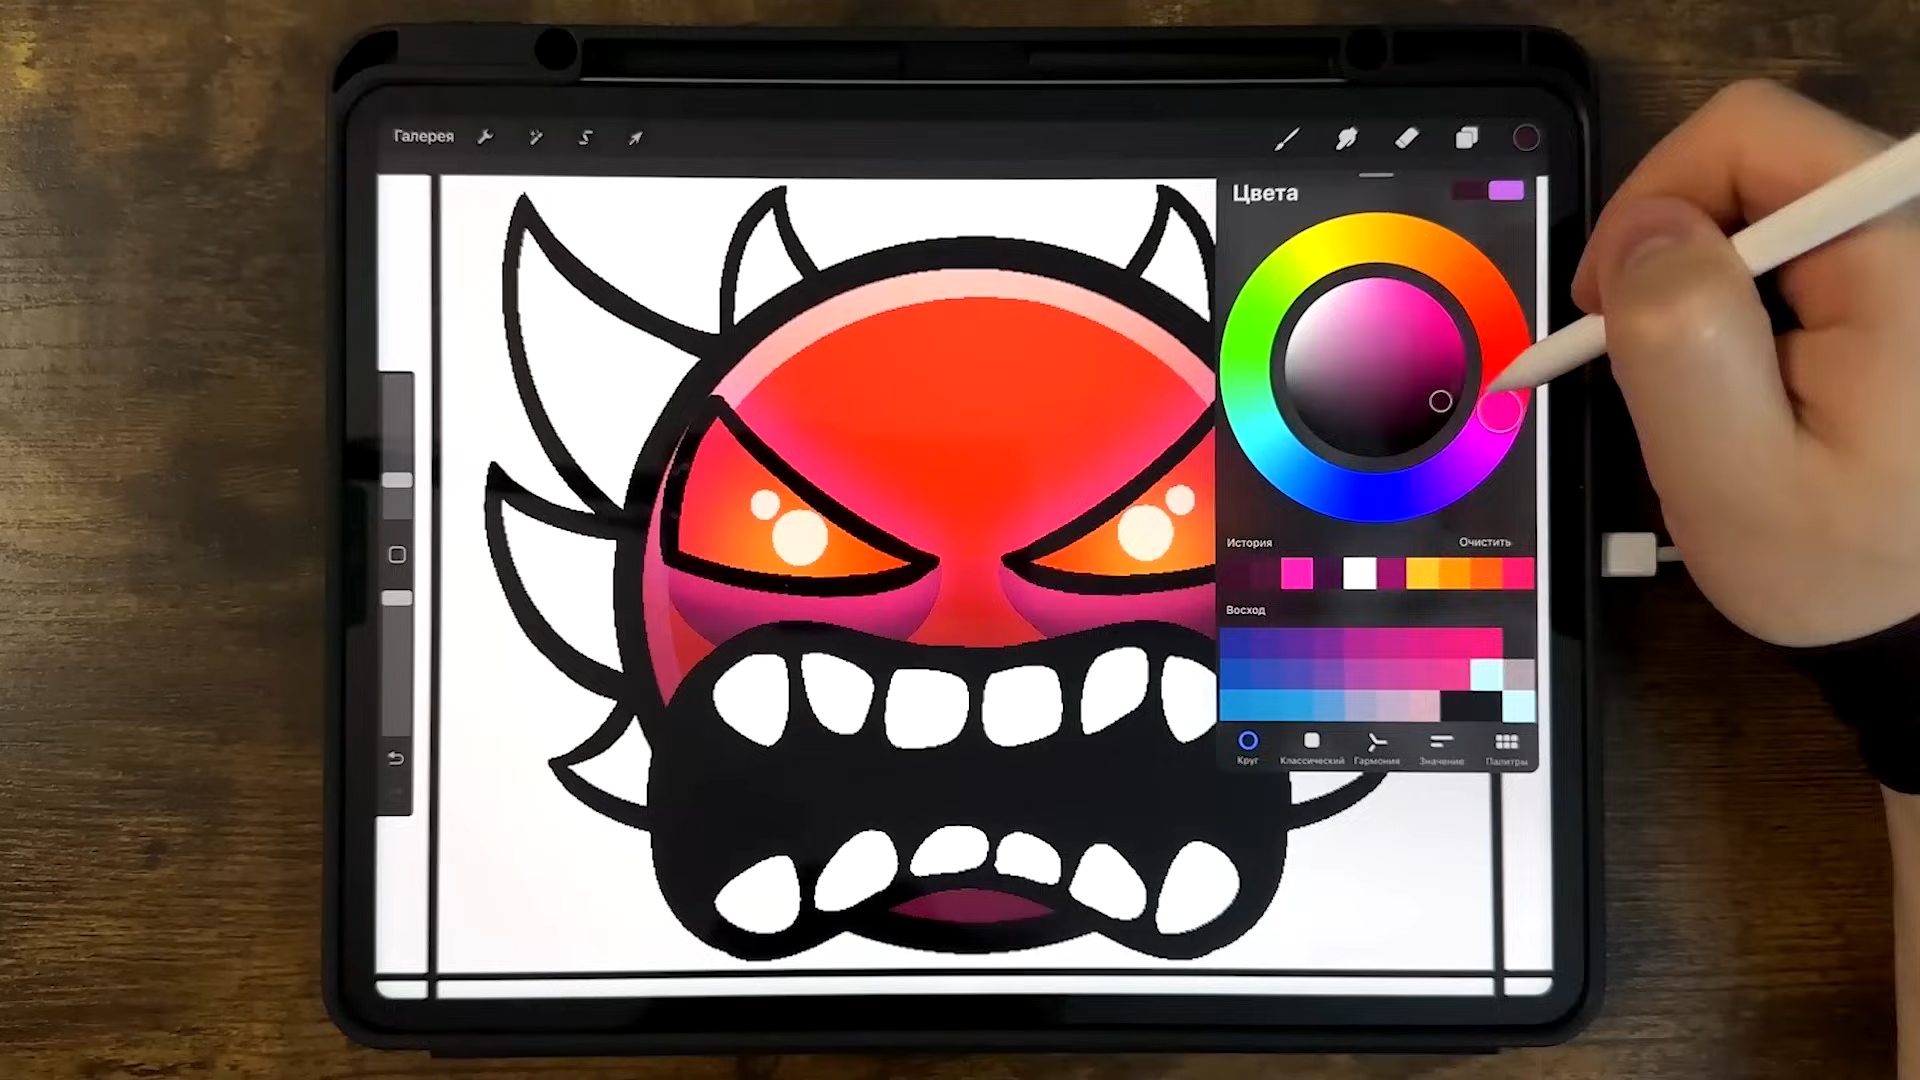 Галерея
Цвета
История
Очистить
Восход
Круг
Классический
Гармония
Значение
Палитры